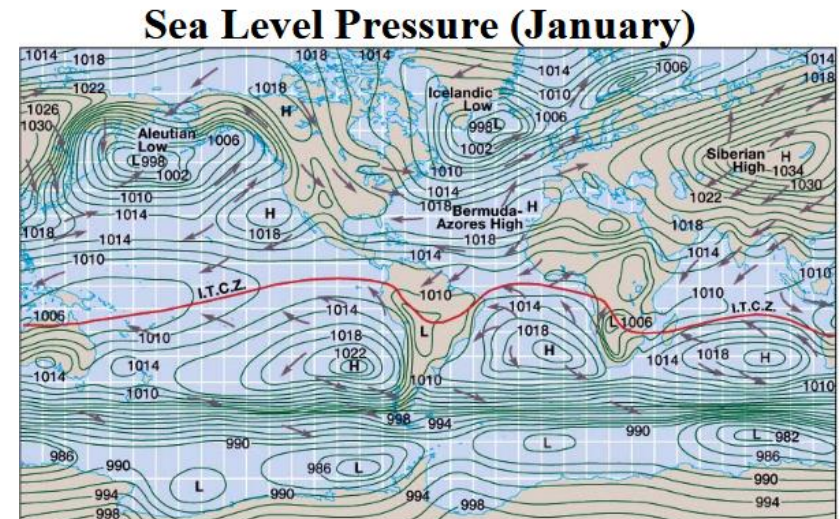 Sea Level Pressure (January)
1014 1018 1018 1014 1014 1006 1014
1018
1022 1018 1010
1026 H Icelandic
Low
1030 Aleutian
Low 1006 998 L 1006
L 998 1002 Siberian
High H
1034
1002 1010 1030
1010 1014 1022
1014 H 1018 Bermuda-
Azores High H
1018 1014 1018 1018 1018
1010 1014 1014
I.T.C.Z. 1010 1010 1010
1006 1014 1014 I.T.C.Z.
1010 1018 L 1018 L 1006
1014 1014 1022 H H 1014 1018 H
1010 1010 1010
998 994
990 L 990 L 982
986 990 986 L 986
994 L 990 994 990
998 998 994